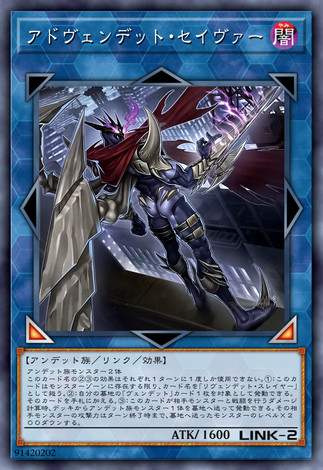 アドヴェンデット・セイヴァー
闇
【アンデット族／リンク／効果】
アンデット族モンスター２体
このカード名の②③の効果はそれぞれ１ターンに１度しか使用できない。①：このカードはモンスターゾーンに存在する限り、カード名を「リヴェンデット・スレイヤー」として扱う。②：自分の墓地の「ヴェンデット」カード１枚を対象として発動できる。そのカードを手札に加える。③：このカードが相手モンスターと戦闘を行うダメージ計算時、デッキからアンデット族モンスター１体を墓地へ送って発動できる。その相手モンスターの攻撃力はターン終了時まで、墓地へ送ったモンスターのレベル×２００ダウンする。
ATK/ 1600 LINK-2
91420202